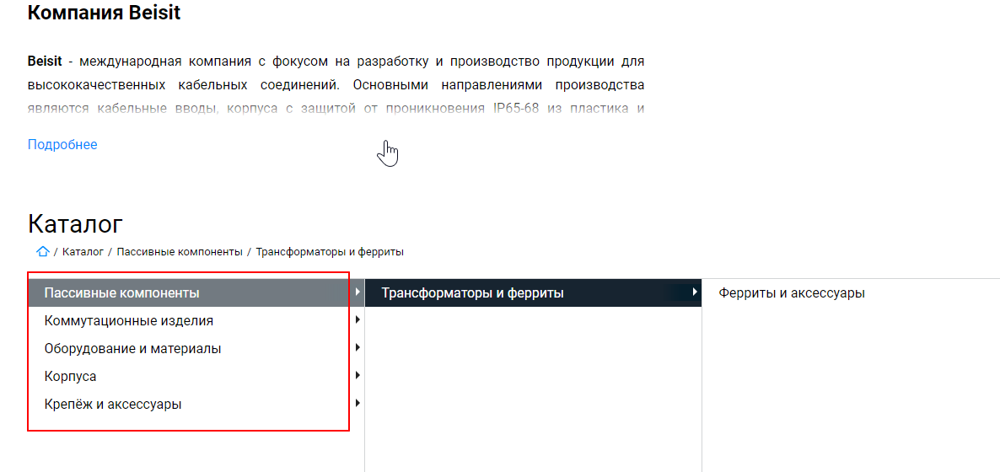 Компания Beisit
Beisit - международная компания с фокусом на разработку и производство продукции для
высококачественных кабельных соединений. Основными направлениями производства
являются кабельные вводы, корпуса с защитой от проникновения IP65-68 из пластика и
Подробнее
Каталог
/ Каталог / Пассивные компоненты / Трансформаторы и ферриты
Пассивные компоненты
Трансформаторы и ферриты
Ферриты и аксессуары
Коммутационные изделия
Оборудование и материалы
Корпуса
Крепёж и аксессуары